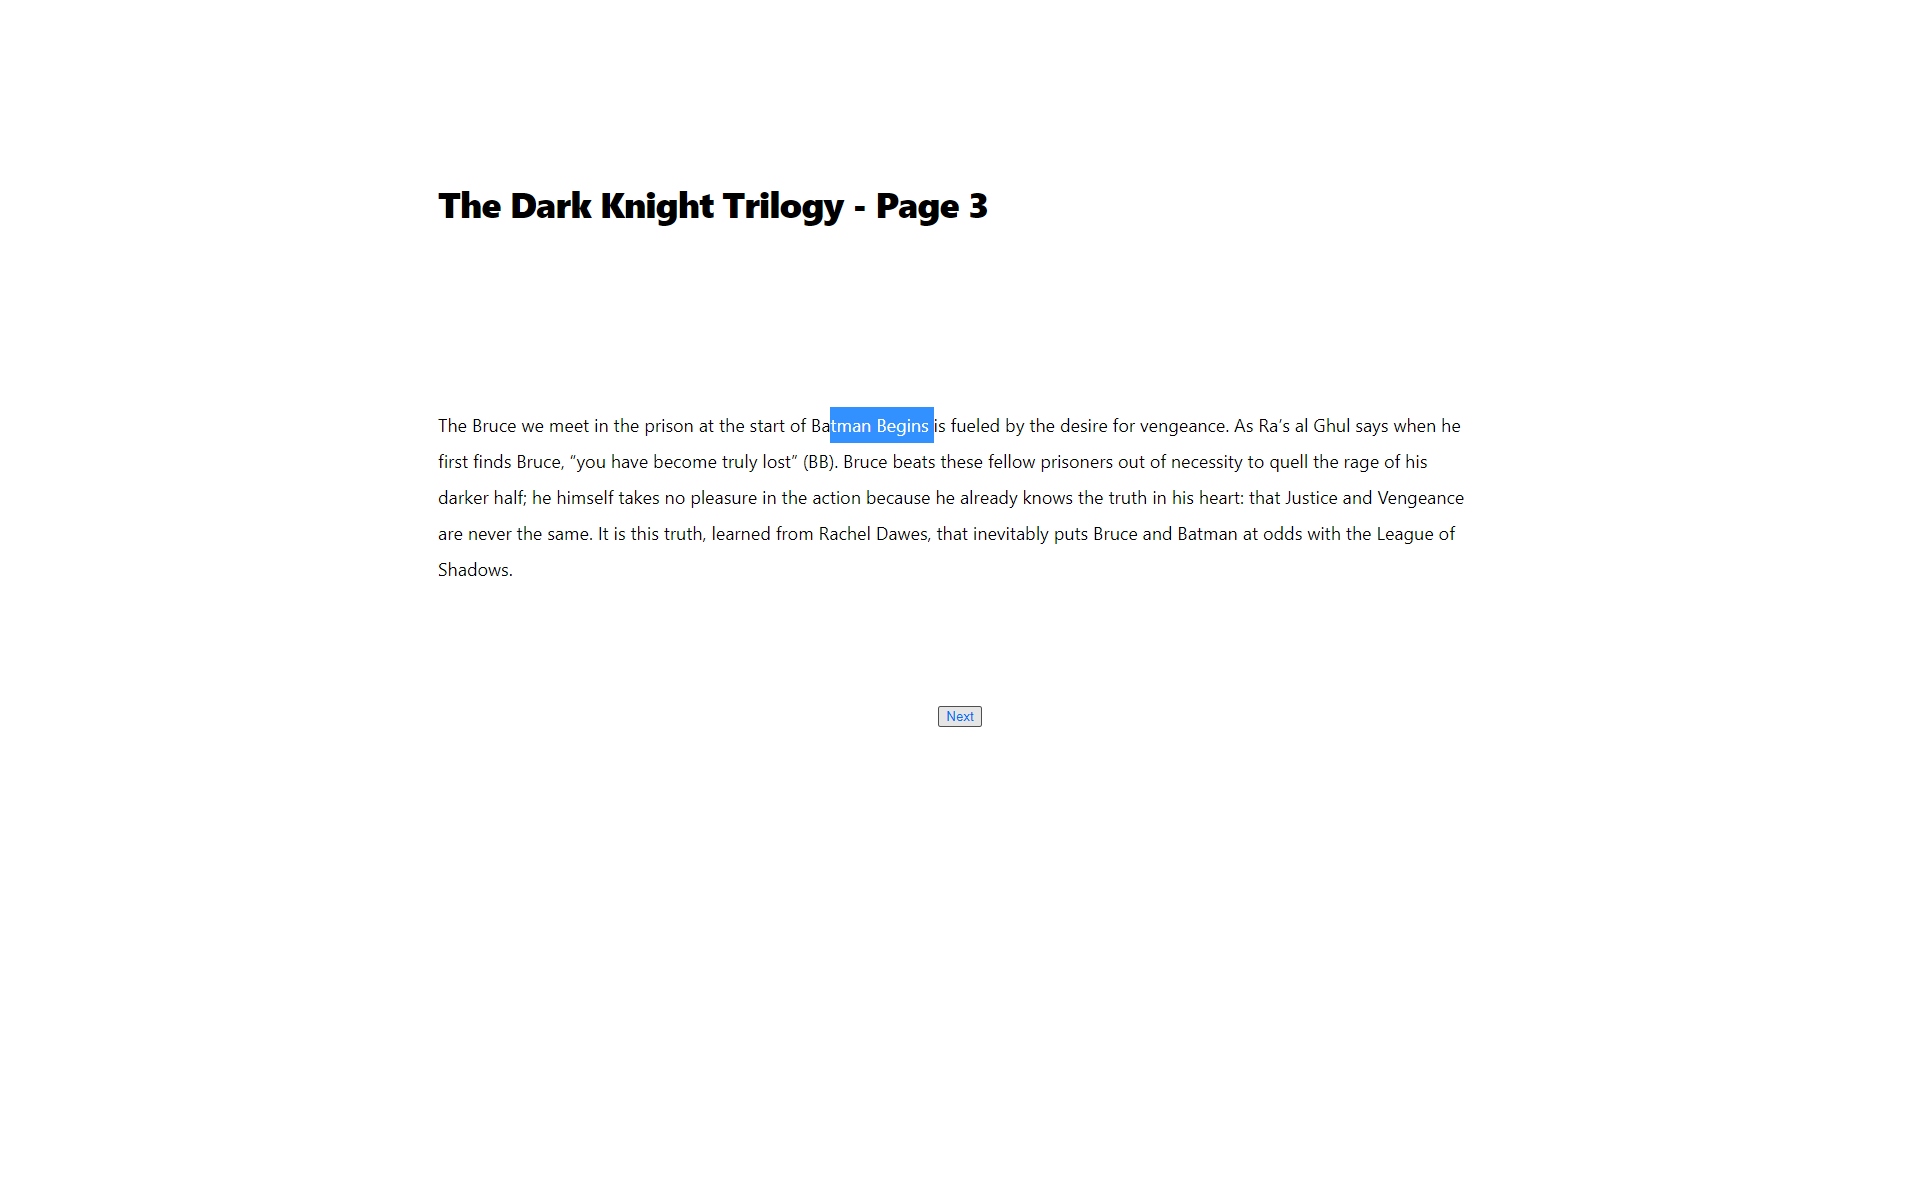 The Dark Knight Trilogy - Page 3
The Bruce we meet in the prison at the start of Batman Begins is fueled by the desire for vengeance. As Ra’s al Ghul says when he
first finds Bruce, “you have become truly lost” (BB). Bruce beats these fellow prisoners out of necessity to quell the rage of his
darker half; he himself takes no pleasure in the action because he already knows the truth in his heart: that Justice and Vengeance
are never the same. It is this truth, learned from Rachel Dawes, that inevitably puts Bruce and Batman at odds with the League of
Shadows.
Next